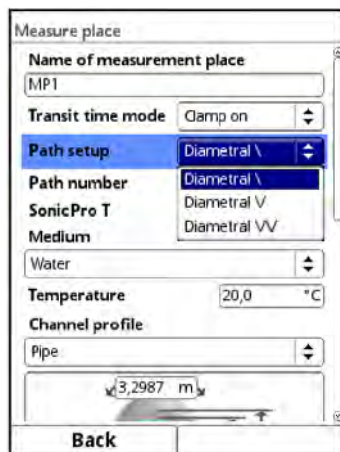 Measure place
Name of measurement place
MP1
Transit time mode Clamp on
Path setup Diametral \
Path number Diametral \
SonicPro T Diametral \/
Medium Diametral \/\/
Water
Temperature 20,0 °C
Channel profile
Pipe
3,2987 m
Back